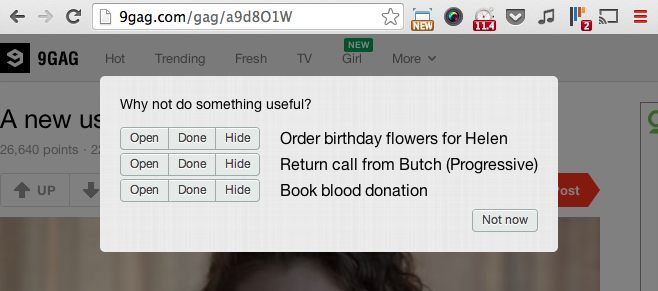 9gag.com/gag/a9d8O1W
NEW
11.4
2
9GAG
Hot
Trending
Fresh
TV
Girl
NEW
More
A new us
26,640 points · 22
UP
Post
Why not do something useful?
Open Done Hide Order birthday flowers for Helen
Open Done Hide Return call from Butch (Progressive)
Open Done Hide Book blood donation
Not now